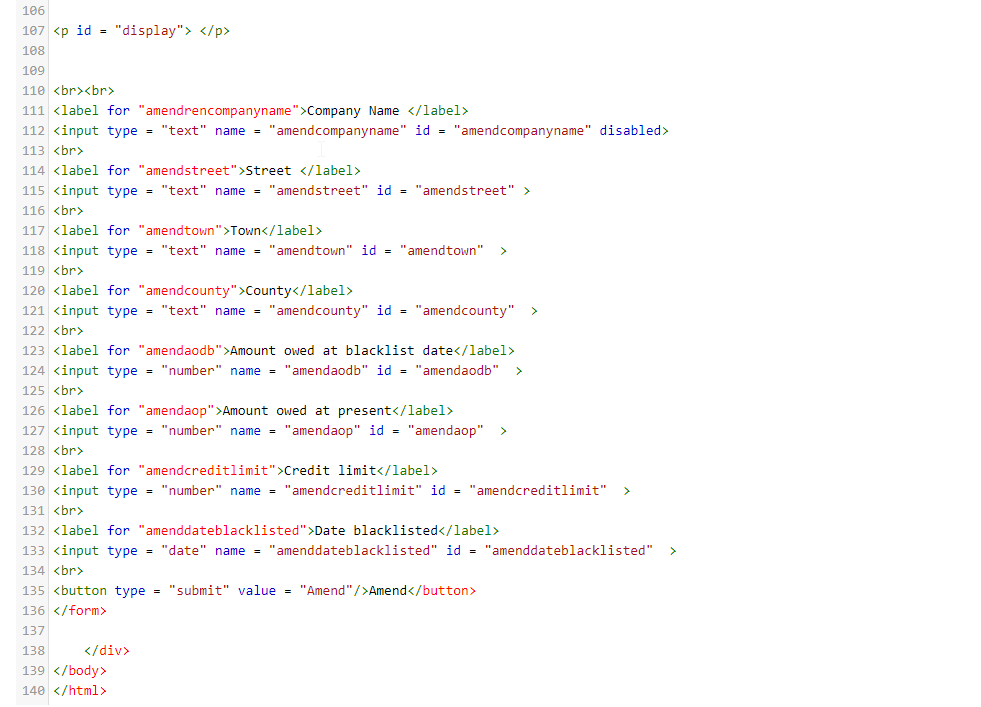 106
107 <p id = "display"> </p>
108
109
110 <br><br>
111 <label for "amendrencompanyname">Company Name </label>
112 <input type = "text" name = "amendcompanyname" id = "amendcompanyname" disabled>
113 <br>
114 <label for "amendstreet">Street </label>
115 <input type = "text" name = "amendstreet" id = "amendstreet" >
116 <br>
117 <label for "amendtown">Town</label>
118 <input type = "text" name = "amendtown" id = "amendtown"  >
119 <br>
120 <label for "amendcounty">County</label>
121 <input type = "text" name = "amendcounty" id = "amendcounty"  >
122 <br>
123 <label for "amendaodb">Amount owed at blacklist date</label>
124 <input type = "number" name = "amendaodb" id = "amendaodb"  >
125 <br>
126 <label for "amendaop">Amount owed at present</label>
127 <input type = "number" name = "amendaop" id = "amendaop"  >
128 <br>
129 <label for "amendcreditlimit">Credit limit</label>
130 <input type = "number" name = "amendcreditlimit" id = "amendcreditlimit"  >
131 <br>
132 <label for "amenddateblacklisted">Date blacklisted</label>
133 <input type = "date" name = "amenddateblacklisted" id = "amenddateblacklisted"  >
134 <br>
135 <button type = "submit" value = "Amend"/>Amend</button>
136 </form>
137
138     </div>
139 </body>
140 </html>